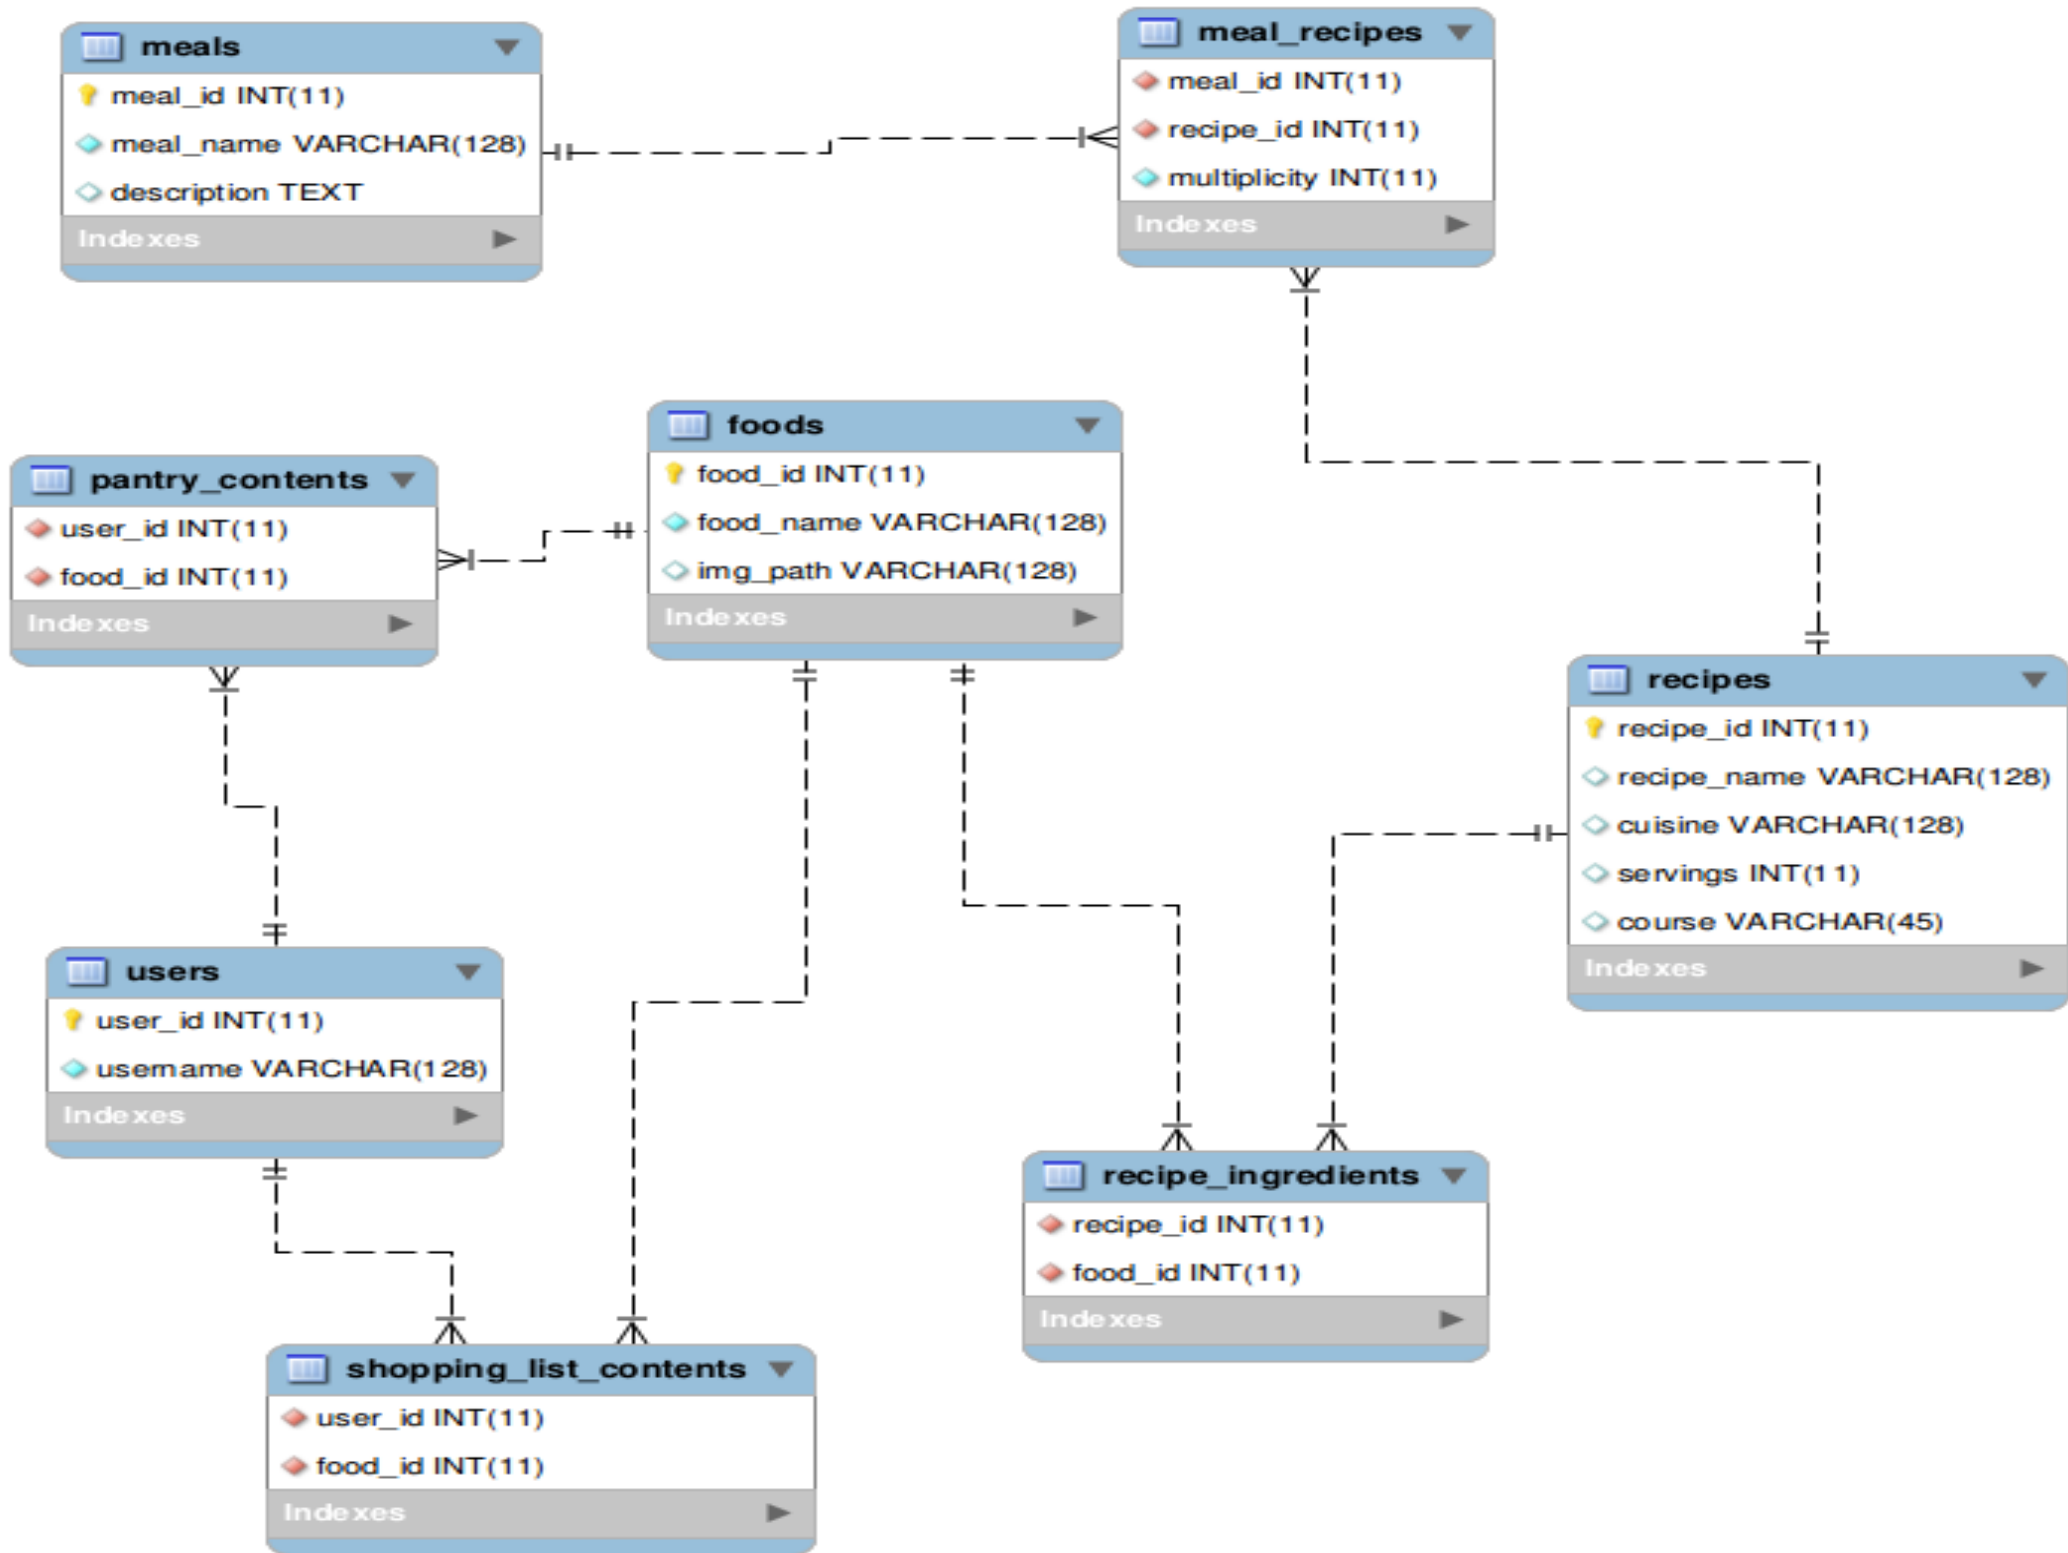 meals
meal_id INT(11)
meal_name VARCHAR(128)
description TEXT
Indexes
meal_recipes
meal_id INT(11)
recipe_id INT(11)
multiplicity INT(11)
Indexes
foods
food_id INT(11)
food_name VARCHAR(128)
img_path VARCHAR(128)
Indexes
pantry_contents
user_id INT(11)
food_id INT(11)
Indexes
recipes
recipe_id INT(11)
recipe_name VARCHAR(128)
cuisine VARCHAR(128)
servings INT(11)
course VARCHAR(45)
Indexes
users
user_id INT(11)
username VARCHAR(128)
Indexes
recipe_ingredients
recipe_id INT(11)
food_id INT(11)
Indexes
shopping_list_contents
user_id INT(11)
food_id INT(11)
Indexes